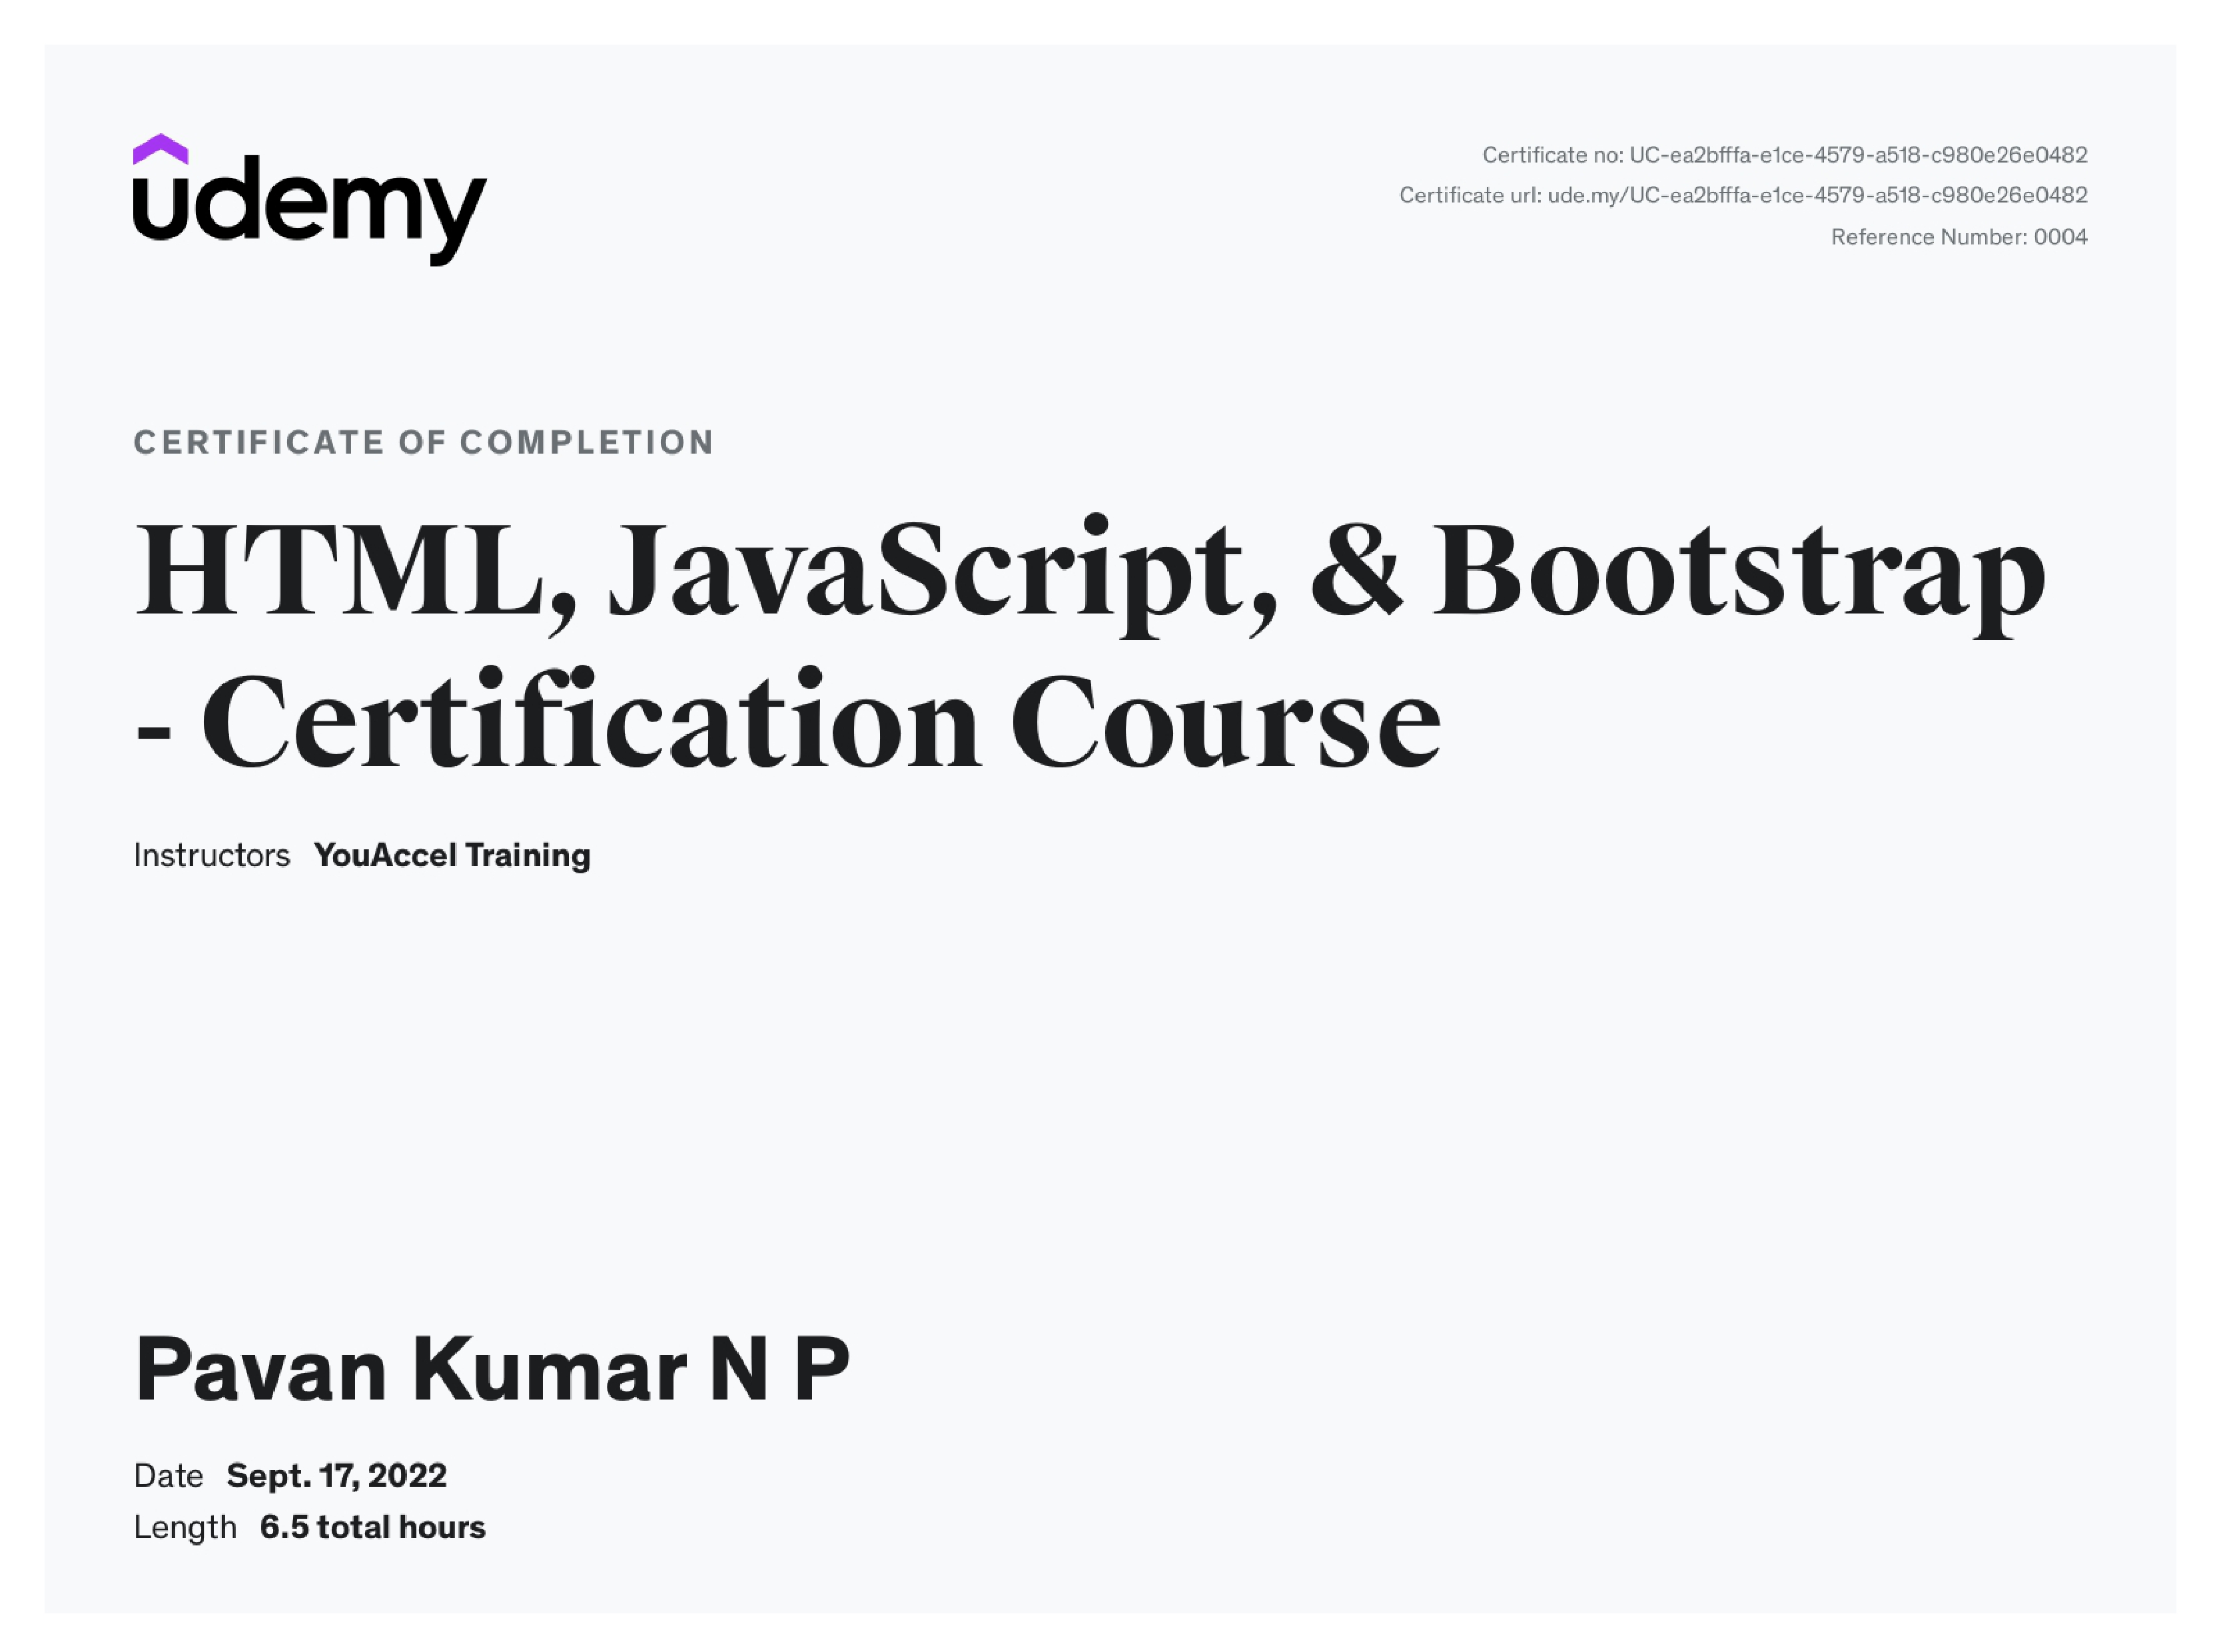 udemy
Certificate no: UC-ea2bfffa-e1ce-4579-a518-c980e26e0482
Certificate url: ude.my/UC-ea2bfffa-e1ce-4579-a518-c980e26e0482
Reference Number: 0004
CERTIFICATE OF COMPLETION
HTML, JavaScript, & Bootstrap
- Certification Course
Instructors YouAccel Training
Pavan Kumar N P
Date Sept. 17, 2022
Length 6.5 total hours